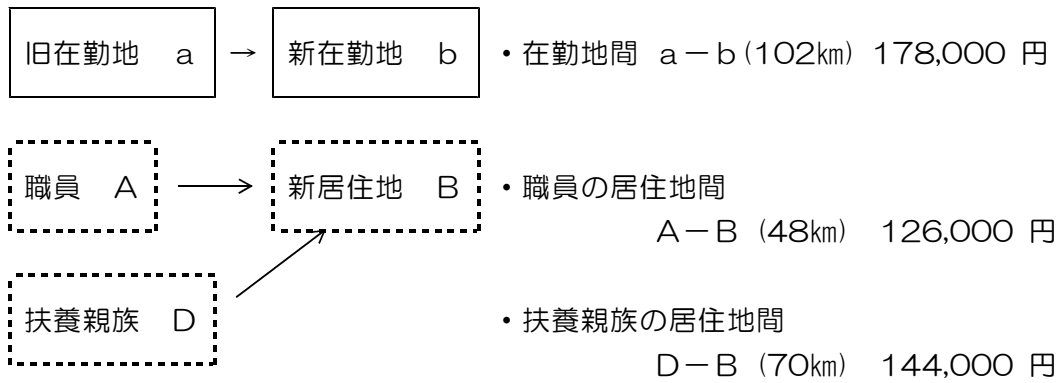 旧在勤地 a → 新在勤地 b ・在勤地間 a－b(102㎞) 178,000 円
職員 A 新居住地 B ・職員の居住地間
A－B (48㎞) 126,000 円
扶養親族 D ・扶養親族の居住地間
D－B (70㎞) 144,000 円